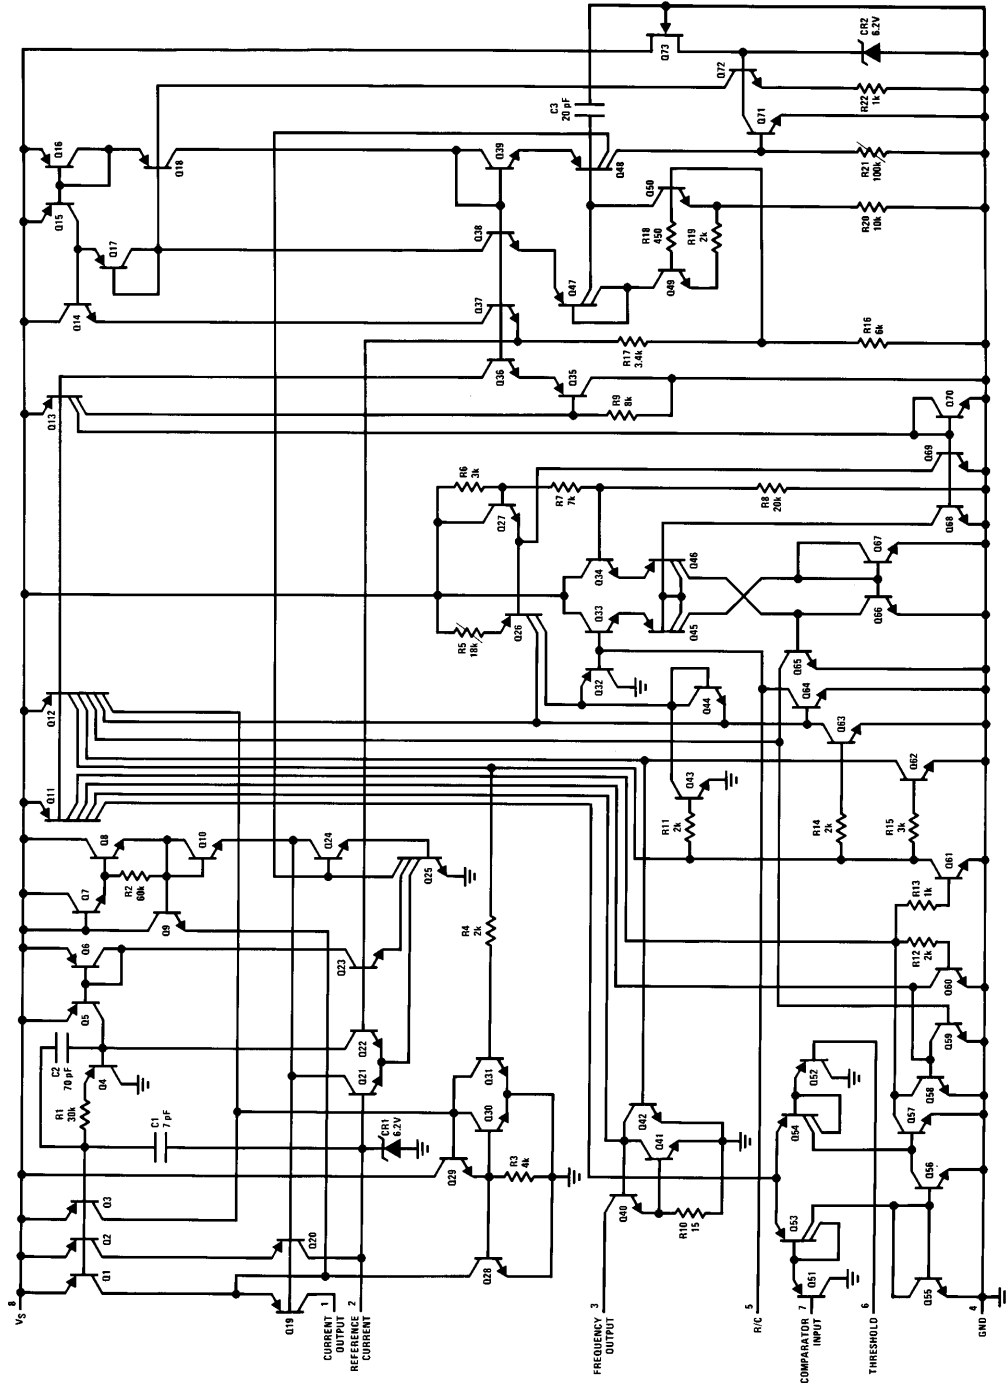 8
VS
Q1
Q2
Q3
Q5
Q6
Q7
Q8
Q11
Q12
Q13
Q14
Q15
Q16
R1
30k
C1
7 pF
C2
70 pF
Q4
Q9
R2
60k
Q10
Q17
Q18
Q19
Q20
1
CURRENT
OUTPUT
2
REFERENCE
CURRENT
CR1
6.2V
Q21
Q22
Q23
Q24
Q25
Q28
Q29
R3
4k
Q30
Q31
R4
2k
R5
18k
Q26
Q27
R6
3k
Q36
Q37
Q38
Q39
3
FREQUENCY
OUTPUT
Q40
R10
15
Q41
Q42
Q32
Q33
Q34
R7
7k
Q35
R9
8k
Q47
Q48
C3
20 pF
Q73
R11
2k
Q43
Q44
Q45
Q46
R17
3.4k
Q49
R18
450
R19
2k
Q50
Q72
5
R/C
7
COMPARATOR
INPUT
Q51
Q53
Q54
Q52
R8
20k
Q71
6
THRESHOLD
R14
2k
Q63
Q64
Q65
R16
6k
R20
10k
R21
100k
R22
1k
CR2
6.2V
Q55
Q56
Q57
Q58
Q59
Q60
R12
2k
R13
1k
Q61
R15
3k
Q62
Q66
Q67
Q68
Q69
Q70
4
GND